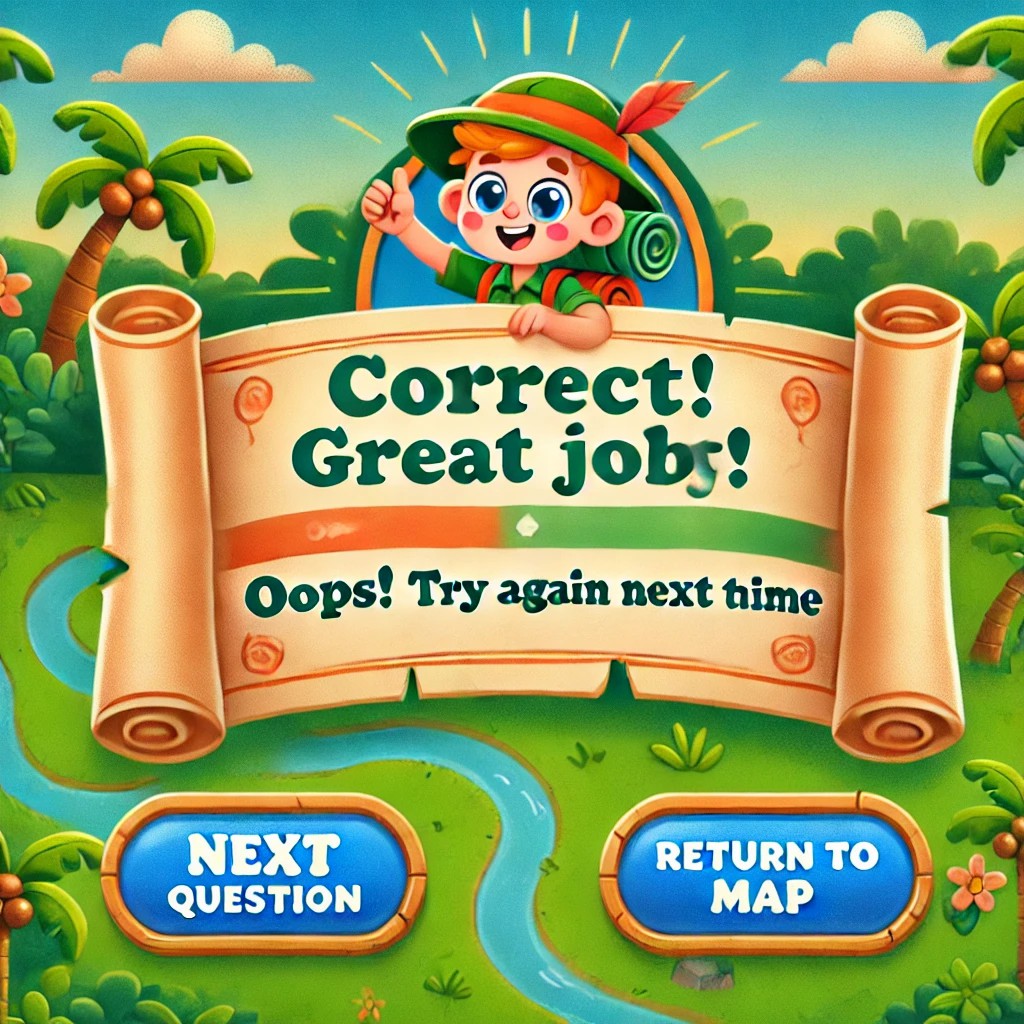 Correct!
Great job!
Oops! Try again next time
NEXT
QUESTION
RETURN TO
MAP